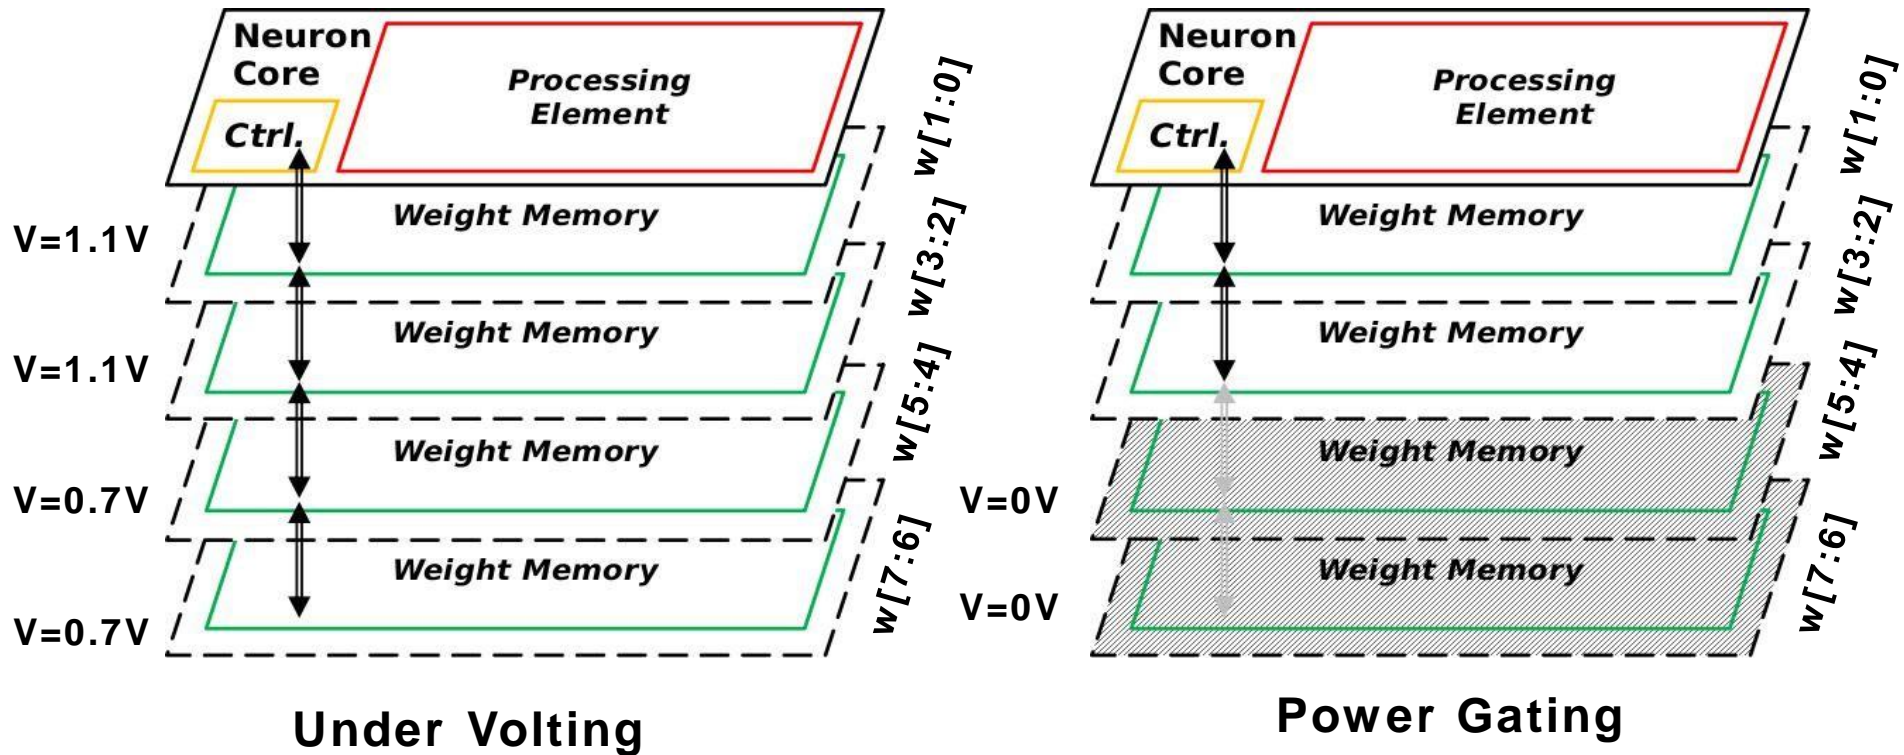 Neuron
Core
Processing
Element
Ctrl.
w[1:0]
Weight Memory
V=1.1V
w[3:2]
Weight Memory
V=1.1V
w[5:4]
Weight Memory
V=0.7V
w[7:6]
Weight Memory
V=0.7V
Under Volting
Neuron
Core
Processing
Element
Ctrl.
w[1:0]
Weight Memory
w[3:2]
Weight Memory
w[5:4]
Weight Memory
V=0V
w[7:6]
Weight Memory
V=0V
Power Gating